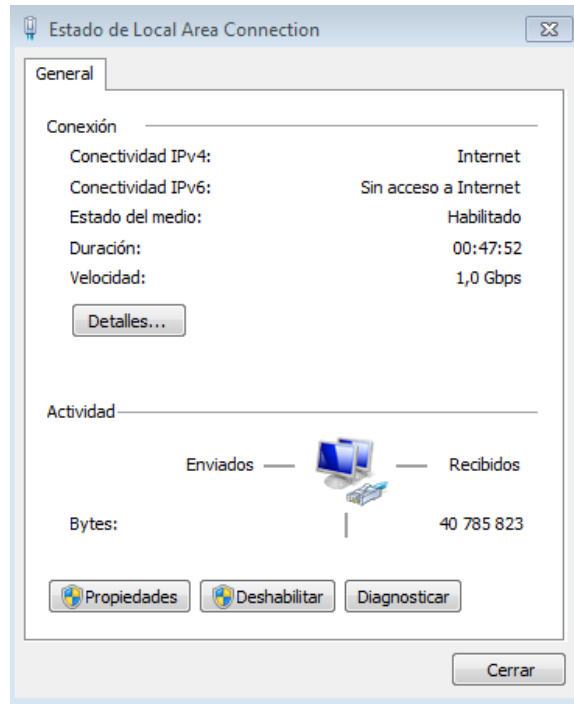 Estado de Local Area Connection
General
Conexión
Conectividad IPv4: Internet
Conectividad IPv6: Sin acceso a Internet
Estado del medio: Habilitado
Duración: 00:47:52
Velocidad: 1,0 Gbps
Detalles...
Actividad
Enviados — — Recibidos
Bytes: | 40 785 823
Propiedades Deshabilitar Diagnosticar
Cerrar